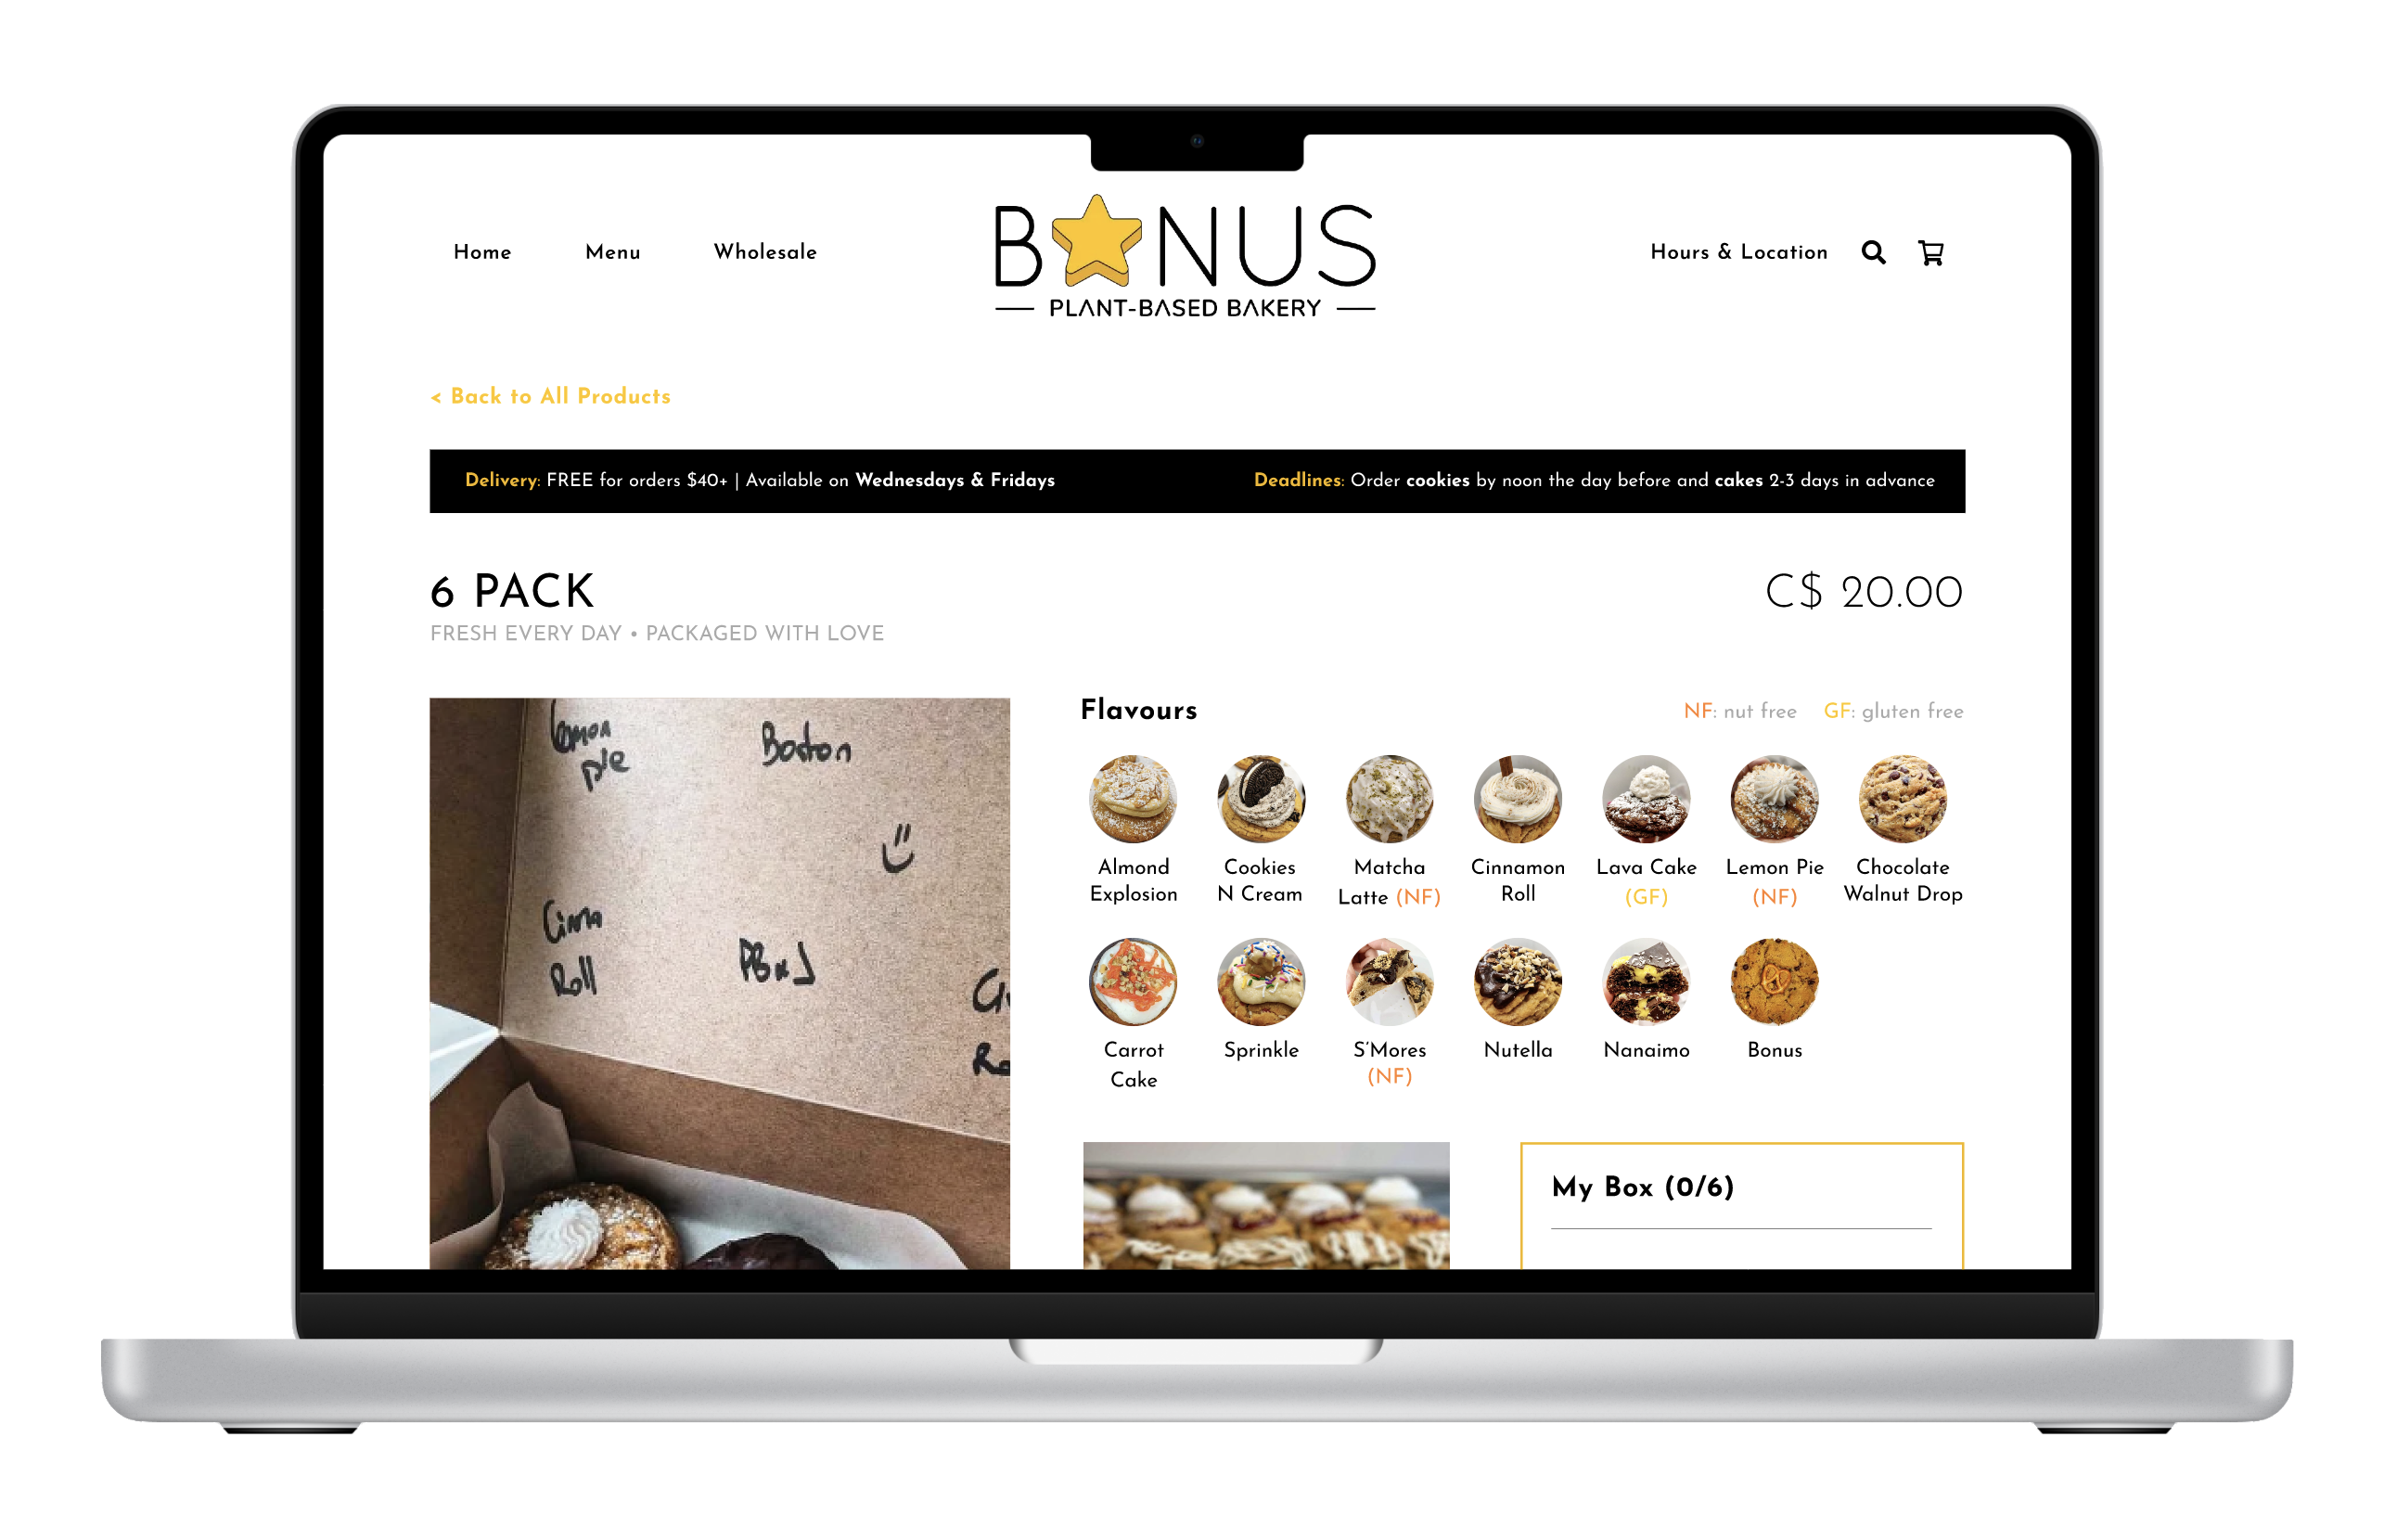 Home Menu Wholesale
BONUS
PLANT-BASED BAKERY
Hours & Location
< Back to All Products
Delivery: FREE for orders $40+ | Available on Wednesdays & Fridays
Deadlines: Order cookies by noon the day before and cakes 2-3 days in advance
6 PACK
C$ 20.00
FRESH EVERY DAY • PACKAGED WITH LOVE
Lemon
pie
Boston
Cinn
Roll
PBnJ
Flavours
NF: nut free GF: gluten free
Almond
Explosion
Cookies
N Cream
Matcha
Latte (NF)
Cinnamon
Roll
Lava Cake
(GF)
Lemon Pie
(NF)
Chocolate
Walnut Drop
Carrot
Cake
Sprinkle
S'Mores
(NF)
Nutella
Nanaimo
Bonus
My Box (0/6)